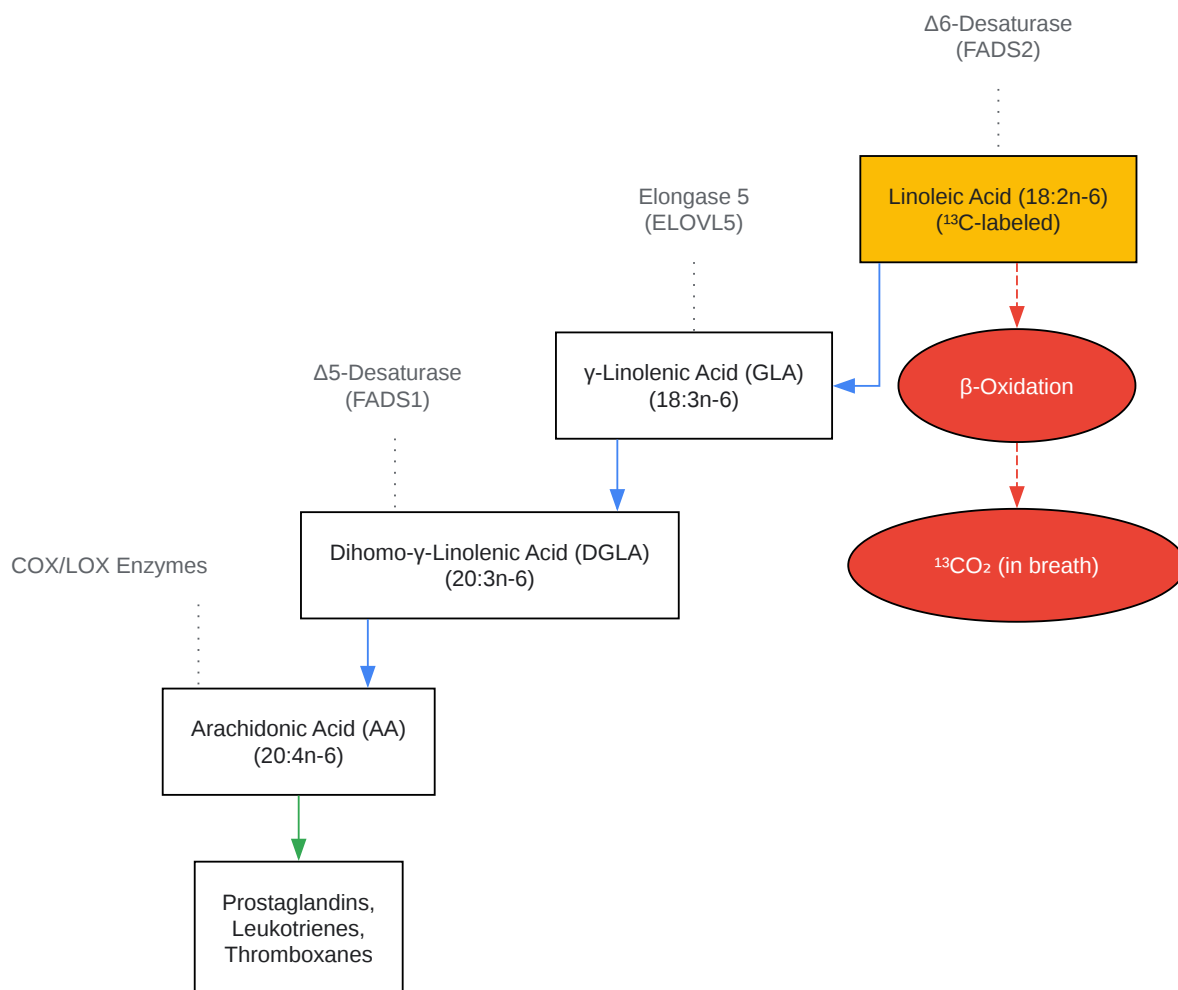 Δ6-Desaturase
(FADS2)
Linoleic Acid (18:2n-6)
(¹³C-labeled)
Elongase 5
(ELOVL5)
γ-Linolenic Acid (GLA)
(18:3n-6)
β-Oxidation
Δ5-Desaturase
(FADS1)
Dihomo-γ-Linolenic Acid (DGLA)
(20:3n-6)
¹³CO₂ (in breath)
COX/LOX Enzymes
Arachidonic Acid (AA)
(20:4n-6)
Prostaglandins,
Leukotrienes,
Thromboxanes